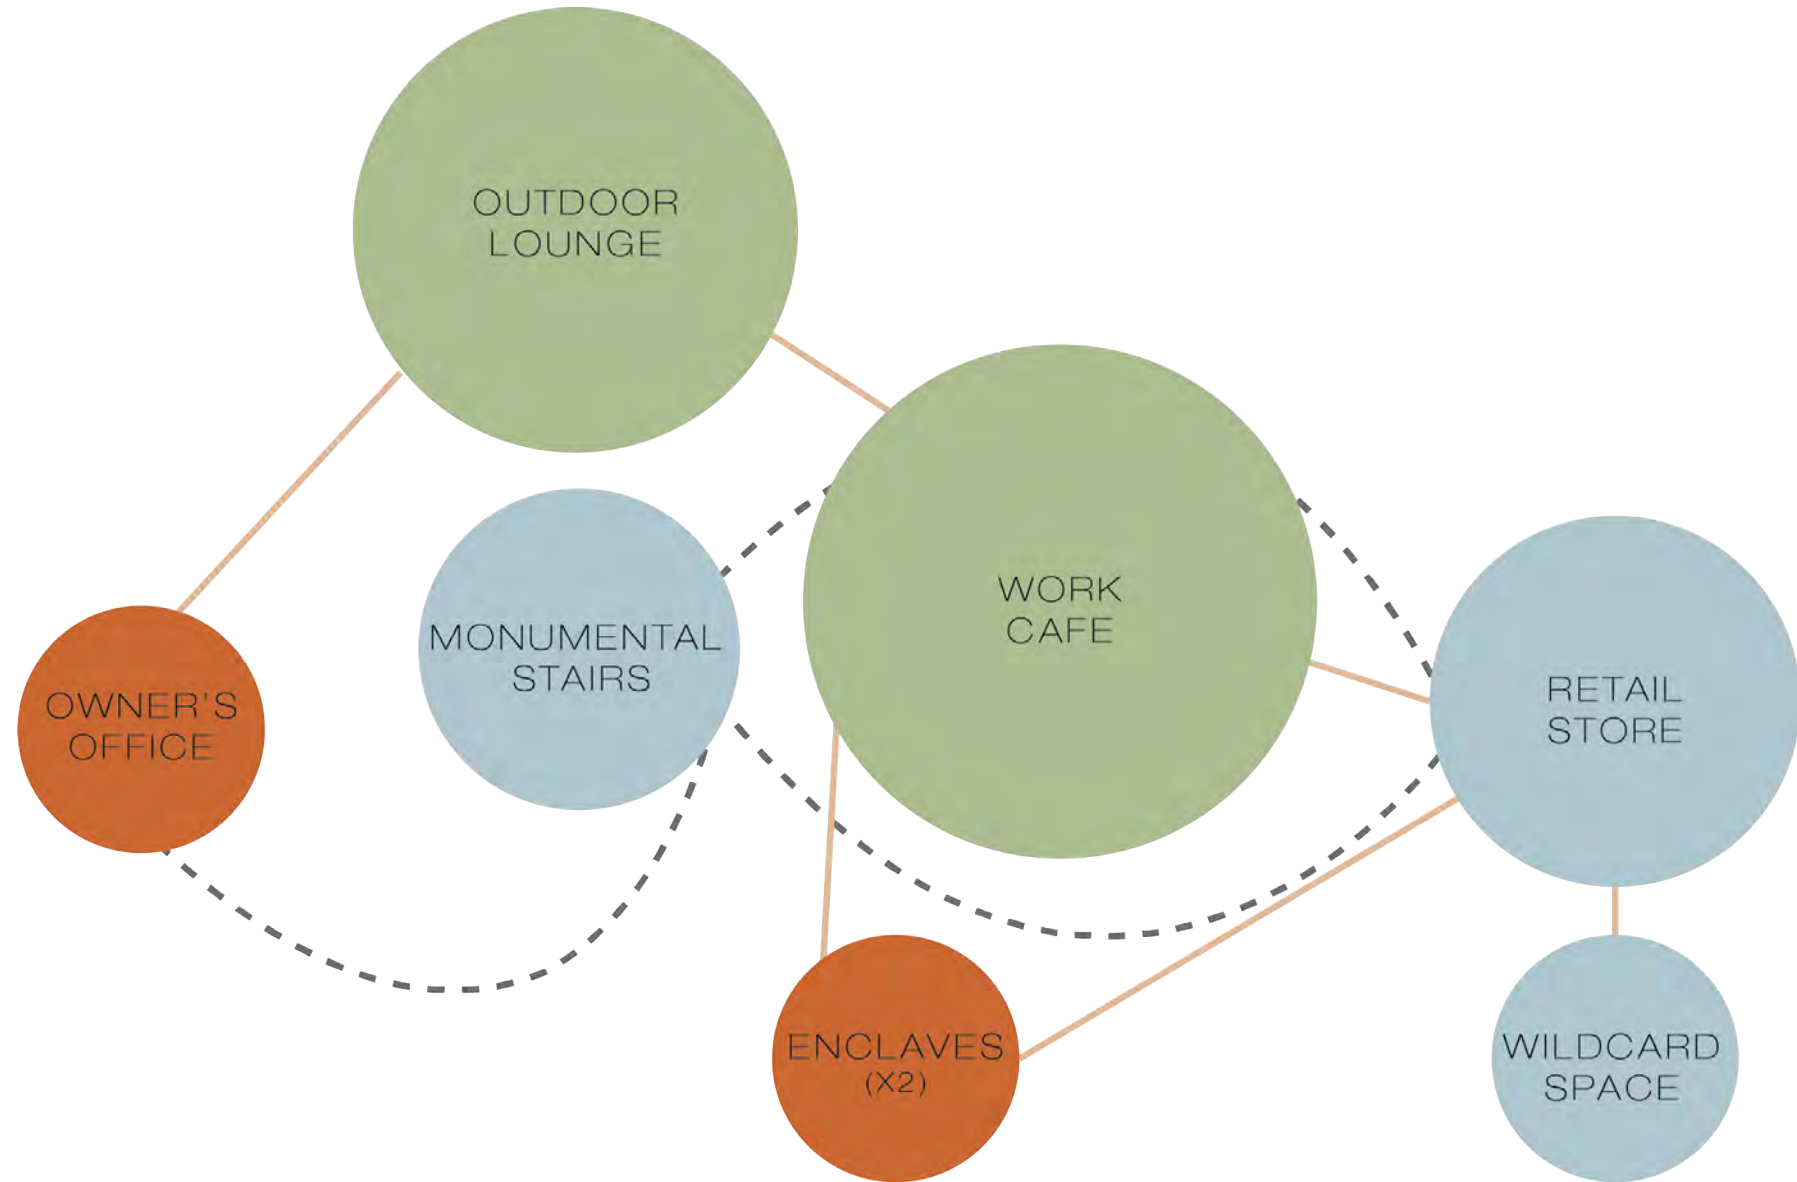 OUTDOOR
LOUNGE
WORK
CAFE
MONUMENTAL
STAIRS
RETAIL
STORE
OWNER'S
OFFICE
ENCLAVES
(X2)
WILDCARD
SPACE